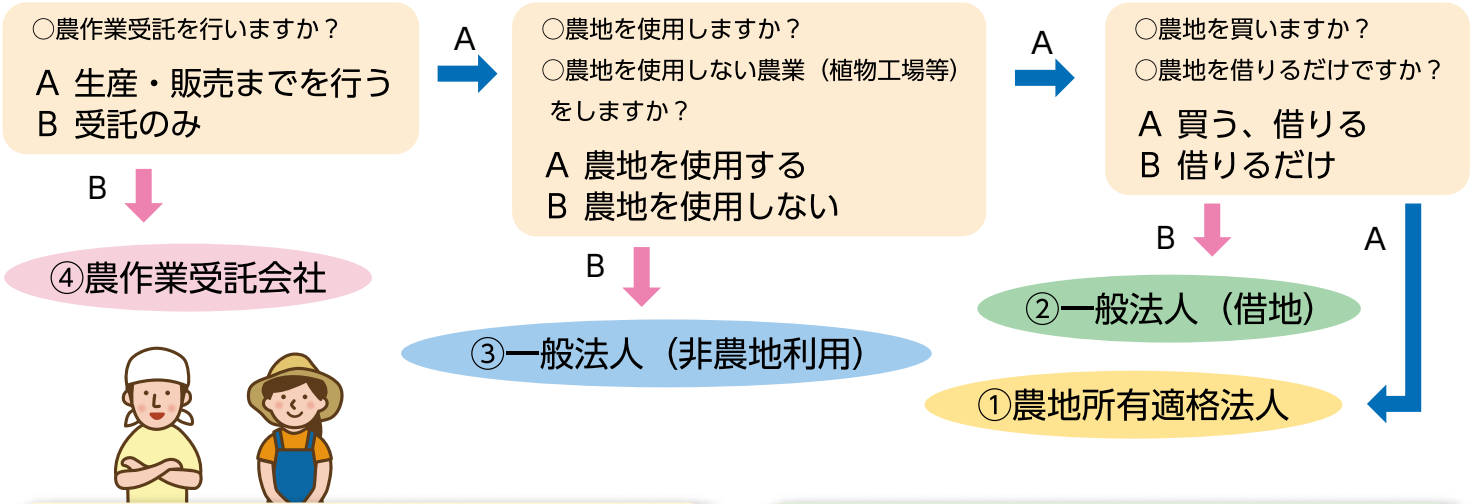 ○農作業受託を行いますか？
A 生産・販売までを行う
B 受託のみ
A
B
④農作業受託会社
○農地を使用しますか？
○農地を使用しない農業（植物工場等）
をしますか？
A 農地を使用する
B 農地を使用しない
A
B
③一般法人（非農地利用）
○農地を買いますか？
○農地を借りるだけですか？
A 買う、借りる
B 借りるだけ
B
A
②一般法人（借地）
①農地所有適格法人